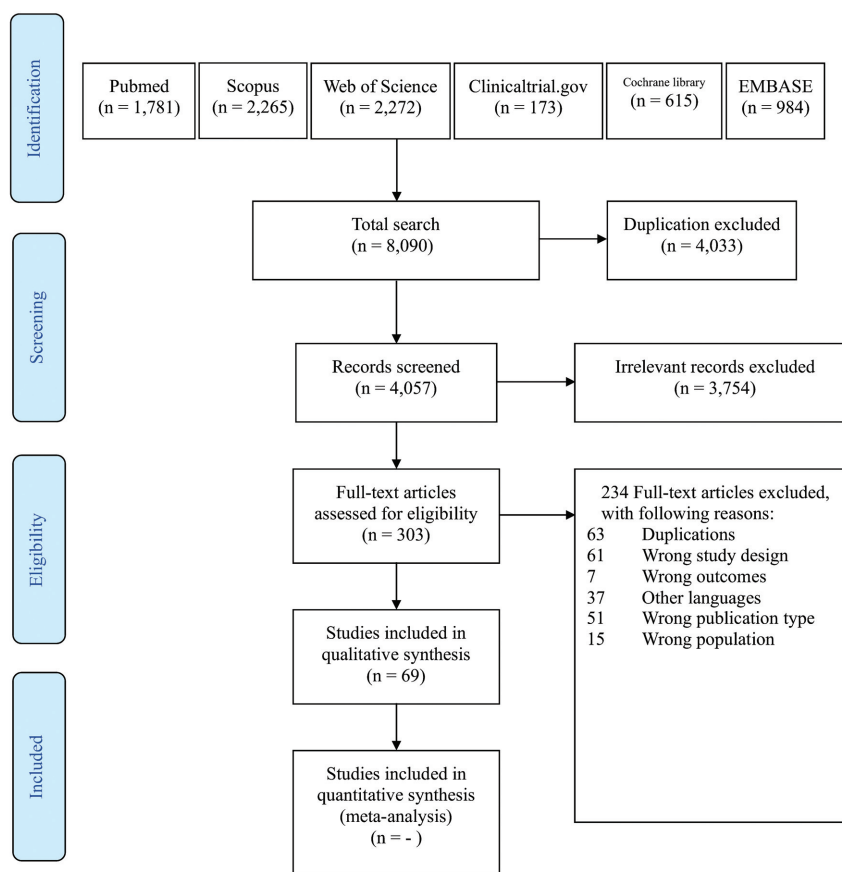 Identification
Pubmed
(n = 1,781)
Scopus
(n = 2,265)
Web of Science
(n = 2,272)
Clinicaltrial.gov
(n = 173)
Cochrane library
(n = 615)
EMBASE
(n = 984)
Total search
(n = 8,090)
Duplication excluded
(n = 4,033)
Screening
Records screened
(n = 4,057)
Irrelevant records excluded
(n = 3,754)
Eligibility
Full-text articles
assessed for eligibility
(n = 303)
234 Full-text articles excluded,
with following reasons:
63 Duplications
61 Wrong study design
7 Wrong outcomes
37 Other languages
51 Wrong publication type
15 Wrong population
Studies included in
qualitative synthesis
(n = 69)
Included
Studies included in
quantitative synthesis
(meta-analysis)
(n = - )